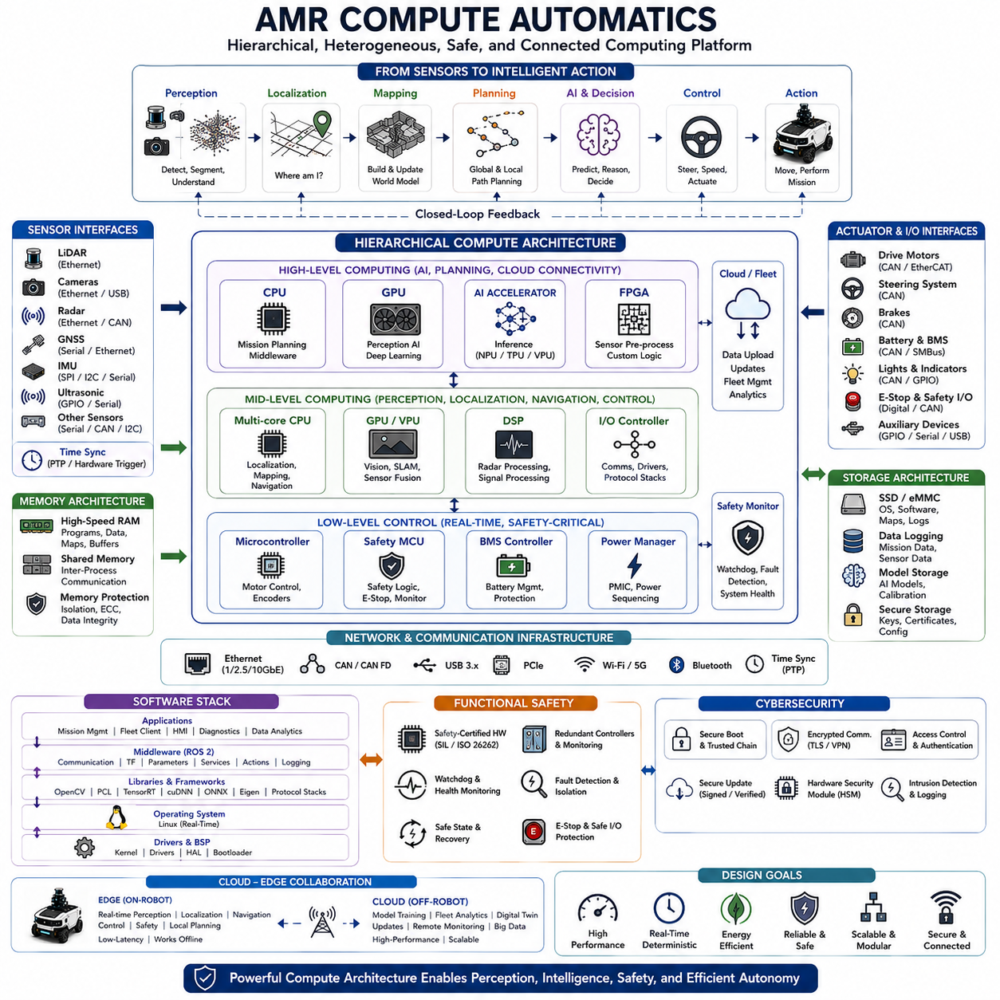 AMR COMPUTE AUTOMATICS
Hierarchical, Heterogeneous, Safe, and Connected Computing Platform
FROM SENSORS TO INTELLIGENT ACTION
Perception
Detect, Segment,
Understand
Localization
Where am I?
Mapping
Build & Update
World Model
Planning
Global & Local
Path Planning
AI & Decision
Predict, Reason,
Decide
Control
Steer, Speed,
Actuate
Action
Move, Perform
Mission
Closed-Loop Feedback
SENSOR INTERFACES
LiDAR
(Ethernet)
Cameras
(Ethernet / USB)
Radar
(Ethernet / CAN)
GNSS
(Serial / Ethernet)
IMU
(SPI / I2C / Serial)
Ultrasonic
(GPIO / Serial)
Other Sensors
(Serial / CAN / I2C)
Time Sync
(PTP / Hardware Trigger)
MEMORY ARCHITECTURE
High-Speed RAM
Programs, Data,
Maps, Buffers
Shared Memory
Inter-Process
Communication
Memory Protection
Isolation, ECC,
Data Integrity
HIERARCHICAL COMPUTE ARCHITECTURE
HIGH-LEVEL COMPUTING (AI, PLANNING, CLOUD CONNECTIVITY)
CPU
Mission Planning
Middleware
GPU
Perception AI
Deep Learning
AI ACCELERATOR
Inference
(NPU / TPU / VPU)
FPGA
Sensor Pre-process
Custom Logic
Cloud / Fleet
Data Upload
Updates
Fleet Mgmt
Analytics
MID-LEVEL COMPUTING (PERCEPTION, LOCALIZATION, NAVIGATION, CONTROL)
Multi-core CPU
Localization,
Mapping,
Navigation
GPU / VPU
Vision, SLAM,
Sensor Fusion
DSP
Radar Processing,
Signal Processing
I/O Controller
Comms, Drivers,
Protocol Stacks
LOW-LEVEL CONTROL (REAL-TIME, SAFETY-CRITICAL)
Microcontroller
Motor Control,
Encoders
Safety MCU
Safety Logic,
E-Stop, Monitor
BMS Controller
Battery Mgmt,
Protection
Power Manager
PMIC, Power
Sequencing
Safety Monitor
Watchdog, Fault
Detection,
System Health
ACTUATOR & I/O INTERFACES
Drive Motors
(CAN / EtherCAT)
Steering System
(CAN)
Brakes
(CAN)
Battery & BMS
(CAN / SMBus)
Lights & Indicators
(CAN / GPIO)
E-Stop & Safety I/O
(Digital / CAN)
Auxiliary Devices
(GPIO / Serial / USB)
STORAGE ARCHITECTURE
SSD / eMMC
OS, Software,
Maps, Logs
Data Logging
Mission Data,
Sensor Data
Model Storage
AI Models,
Calibration
Secure Storage
Keys, Certificates,
Config
NETWORK & COMMUNICATION INFRASTRUCTURE
Ethernet
(1/2.5/10GbE)
CAN / CAN FD
USB 3.x
PCIe
Wi-Fi / 5G
Bluetooth
Time Sync
(PTP)
SOFTWARE STACK
Applications
Mission Mgmt | Fleet Client | HMI | Diagnostics | Data Analytics
Middleware (ROS 2)
Communication | TF | Parameters | Services | Actions | Logging
Libraries & Frameworks
OpenCV | PCL | TensorRT | cuDNN | ONNX | Eigen | Protocol Stacks
Operating System
Linux (Real-Time)
Drivers & BSP
Kernel | Drivers | HAL | Bootloader
FUNCTIONAL SAFETY
Safety-Certified HW
(SIL / ISO 26262)
Redundant Controllers
& Monitoring
Watchdog &
Health Monitoring
Fault Detection &
Isolation
Safe State &
Recovery
E
E-Stop & Safe I/O
Protection
CYBERSECURITY
Secure Boot
& Trusted Chain
Encrypted Comm.
(TLS / VPN)
Access Control
& Authentication
Secure Update
(Signed / Verified)
Hardware Security
Module (HSM)
Intrusion Detection
& Logging
CLOUD – EDGE COLLABORATION
EDGE (ON-ROBOT)
Real-time Perception | Localization | Navigation
Control | Safety | Local Planning
Low-Latency | Works Offline
CLOUD (OFF-ROBOT)
Model Training | Fleet Analytics | Digital Twin
Updates | Remote Monitoring | Big Data
High-Performance | Scalable
DESIGN GOALS
High
Performance
Real-Time
Deterministic
Energy
Efficient
Reliable &
Safe
Scalable &
Modular
Secure &
Connected
Powerful Compute Architecture Enables Perception, Intelligence, Safety, and Efficient Autonomy